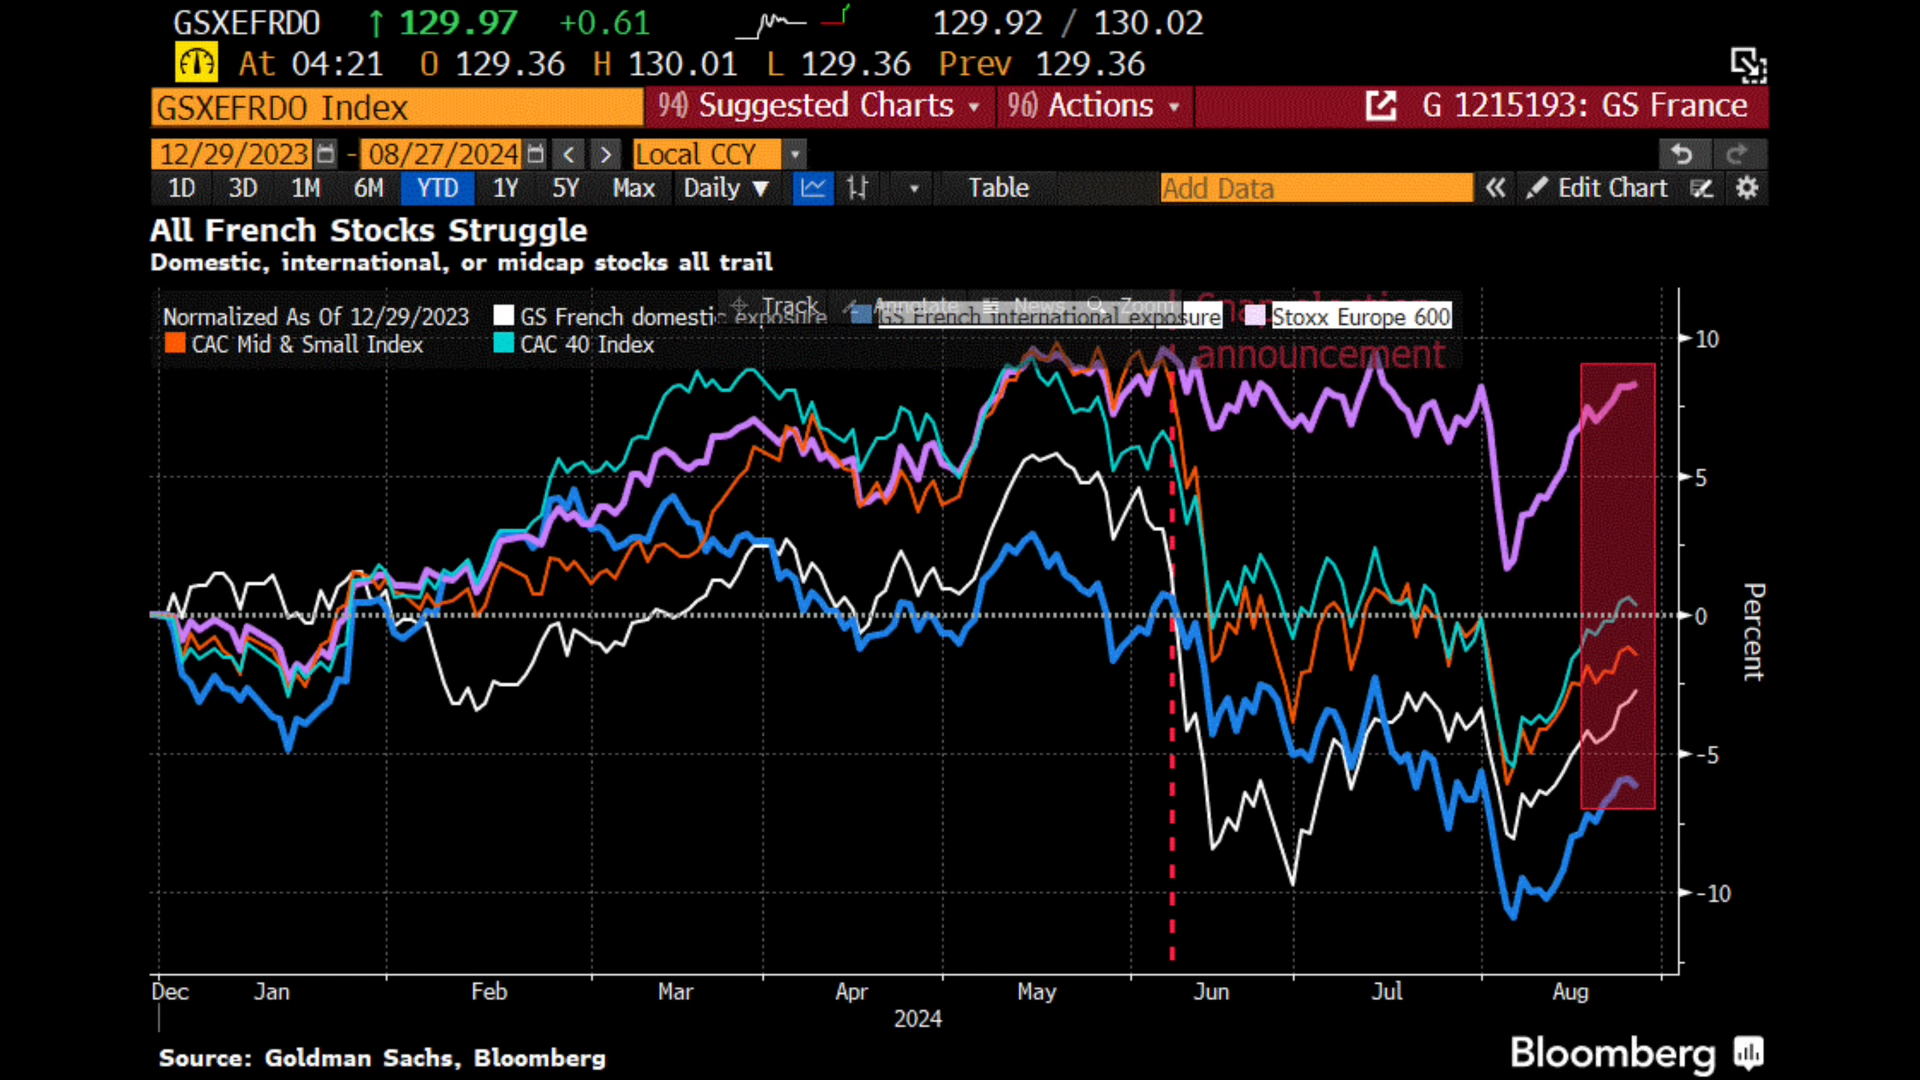 GSXEFRDO ↑ 129.97 +0.61 129.92 / 130.02
At 04:21 O 129.36 H 130.01 L 129.36 Prev 129.36
GSXEFRDO Index 94) Suggested Charts 96) Actions G 1215193: GS France
12/29/2023 - 08/27/2024 < > Local CCY
1D 3D 1M 6M YTD 1Y 5Y Max Daily ▼ Table Add Data « Edit Chart
All French Stocks Struggle
Domestic, international, or midcap stocks all trail
Track Annotate News Zoom
Normalized As Of 12/29/2023 GS French domestic exposure GS French international exposure Stoxx Europe 600
CAC Mid & Small Index CAC 40 Index
announcement
10
5
0
-5
-10
Percent
Dec Jan Feb Mar Apr May Jun Jul Aug
2024
Source: Goldman Sachs, Bloomberg
Bloomberg